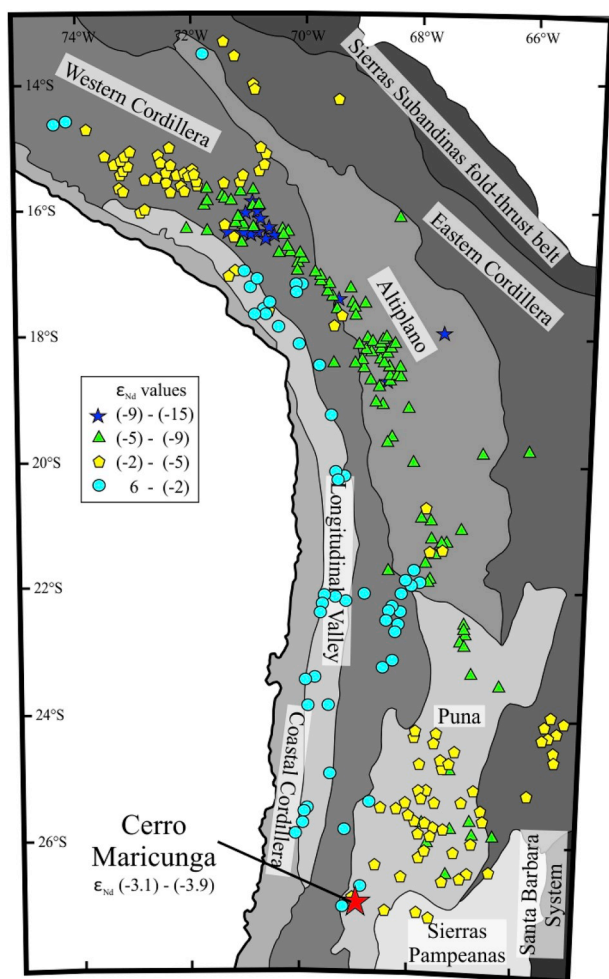 74°W
72°W
70°W
68°W
66°W
14°S
16°S
18°S
20°S
22°S
24°S
26°S
Western Cordillera
Sierras Subandinas fold-thrust belt
Eastern Cordillera
Altiplano
εNd values
(-9) - (-15)
(-5) - (-9)
(-2) - (-5)
6 - (-2)
Longitudinal Valley
Coastal Cordillera
Puna
Cerro
Maricunga
εNd (-3.1) - (-3.9)
Sierras
Pampeanas
Santa Barbara
System